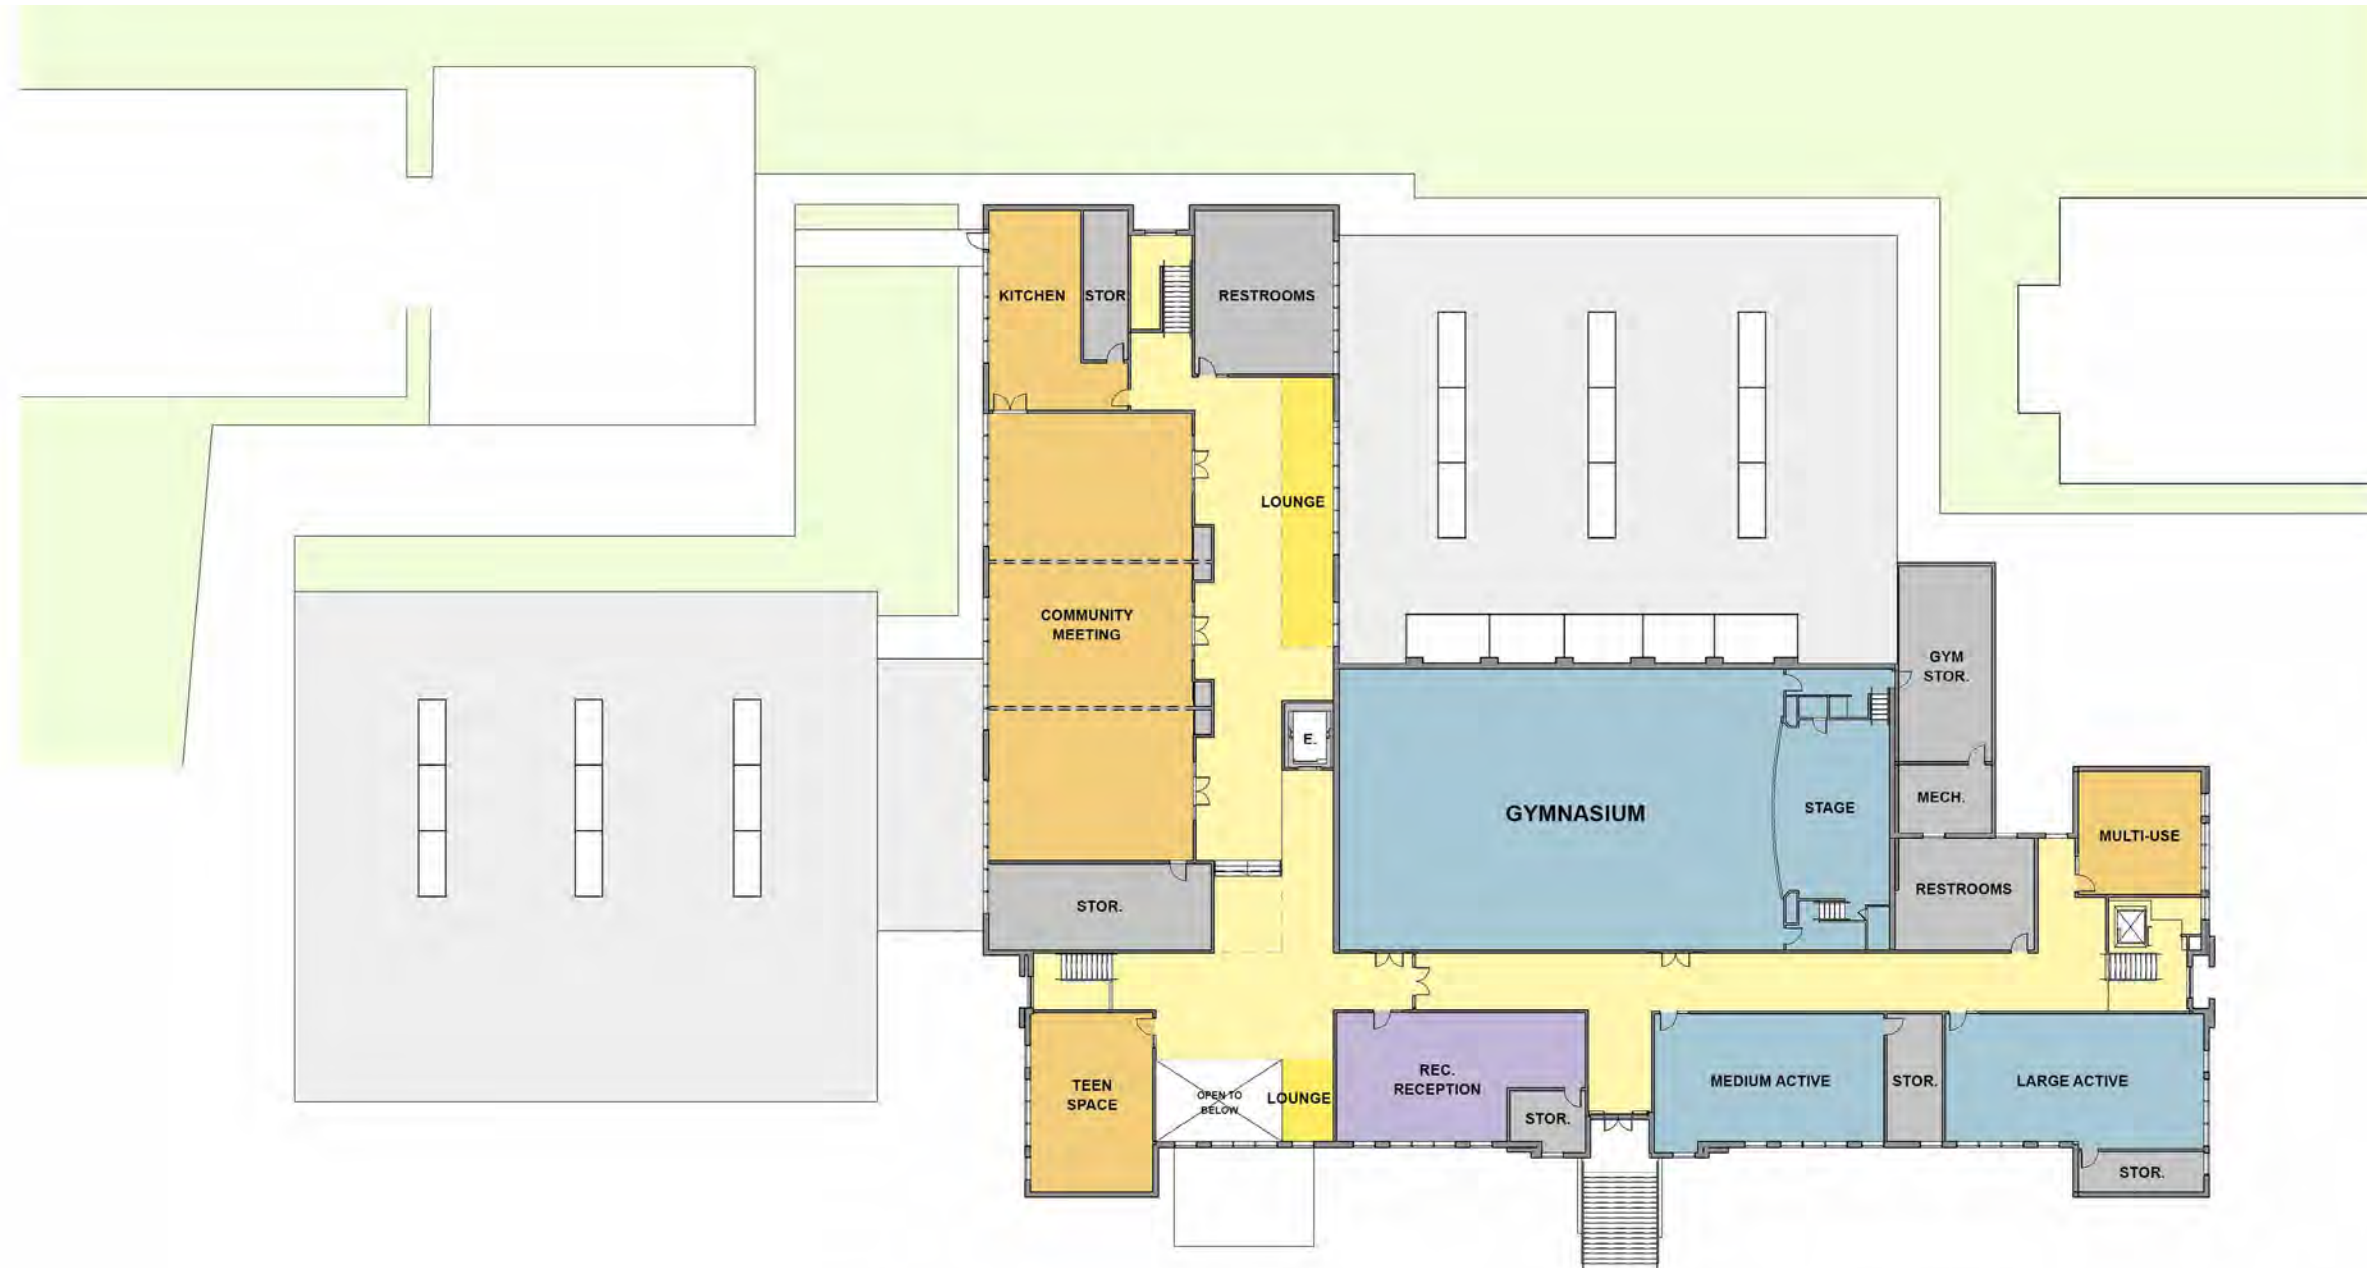 KITCHEN
STOR
RESTROOMS
LOUNGE
COMMUNITY
MEETING
GYM
STOR.
E.
GYMNASIUM
STAGE
MECH.
MULTI-USE
RESTROOMS
STOR.
TEEN
SPACE
OPEN TO
BELOW
LOUNGE
REC.
RECEPTION
STOR.
MEDIUM ACTIVE
STOR.
LARGE ACTIVE
STOR.